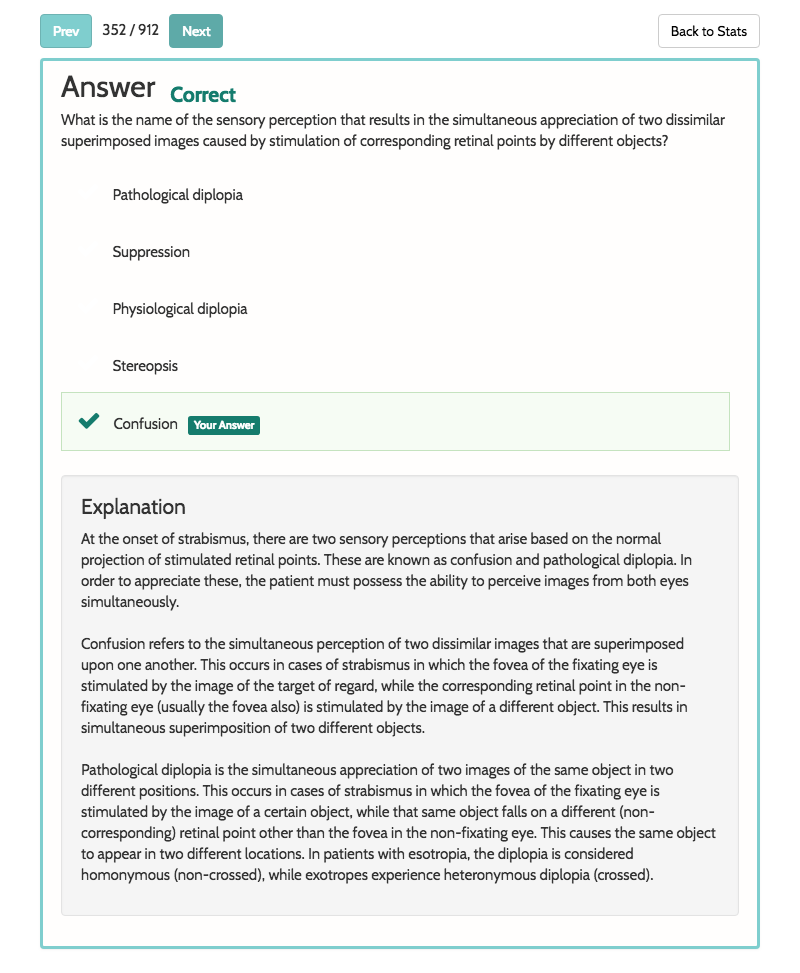 Prev 352 / 912 Next Back to Stats
Answer Correct
What is the name of the sensory perception that results in the simultaneous appreciation of two dissimilar
superimposed images caused by stimulation of corresponding retinal points by different objects?
Pathological diplopia
Suppression
Physiological diplopia
Stereopsis
Confusion Your Answer
Explanation
At the onset of strabismus, there are two sensory perceptions that arise based on the normal
projection of stimulated retinal points. These are known as confusion and pathological diplopia. In
order to appreciate these, the patient must possess the ability to perceive images from both eyes
simultaneously.
Confusion refers to the simultaneous perception of two dissimilar images that are superimposed
upon one another. This occurs in cases of strabismus in which the fovea of the fixating eye is
stimulated by the image of the target of regard, while the corresponding retinal point in the non-
fixating eye (usually the fovea also) is stimulated by the image of a different object. This results in
simultaneous superimposition of two different objects.
Pathological diplopia is the simultaneous appreciation of two images of the same object in two
different positions. This occurs in cases of strabismus in which the fovea of the fixating eye is
stimulated by the image of a certain object, while that same object falls on a different (non-
corresponding) retinal point other than the fovea in the non-fixating eye. This causes the same object
to appear in two different locations. In patients with esotropia, the diplopia is considered
homonymous (non-crossed), while exotropes experience heteronymous diplopia (crossed).